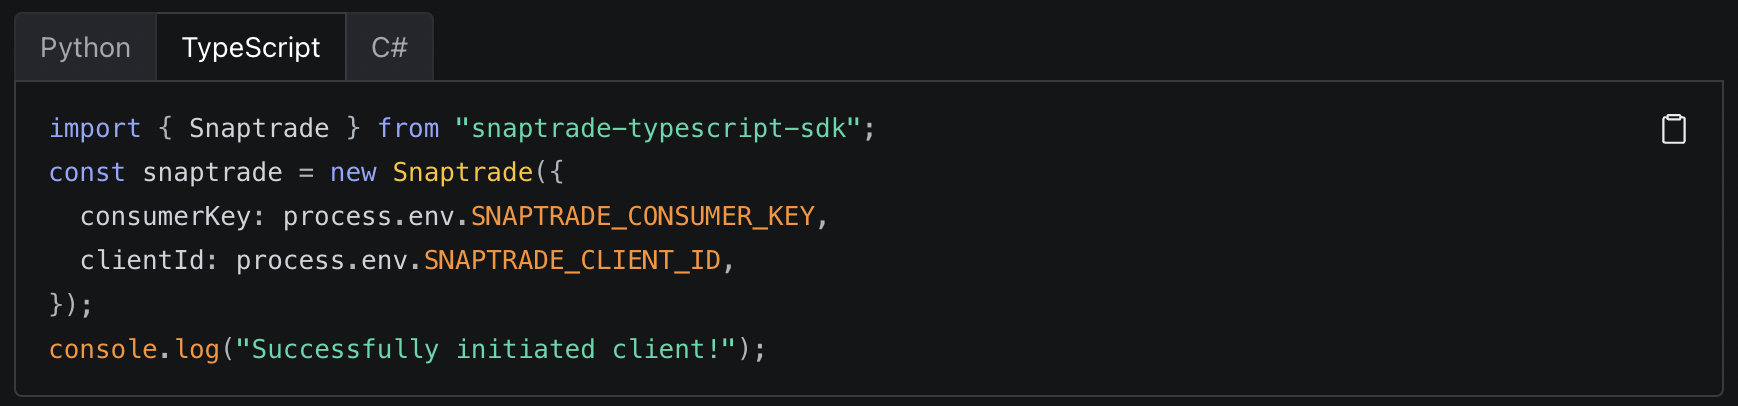 Python TypeScript C#
import { Snaptrade } from "snaptrade-typescript-sdk";
const snaptrade = new Snaptrade({
  consumerKey: process.env.SNAPTRADE_CONSUMER_KEY,
  clientId: process.env.SNAPTRADE_CLIENT_ID,
});
console.log("Successfully initiated client!");